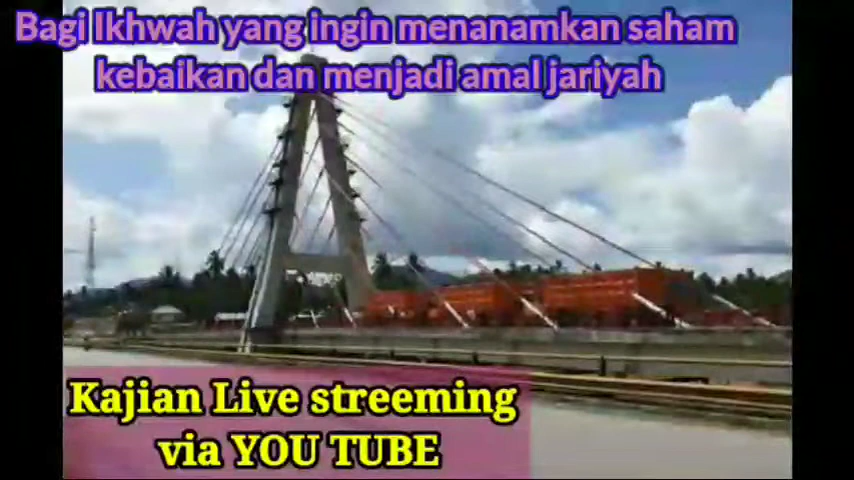 Bagi Ikhwah yang ingin menanamkan saham
kebaikan dan menjadi amal jariyah
Kajian Live streeming
via YOU TUBE